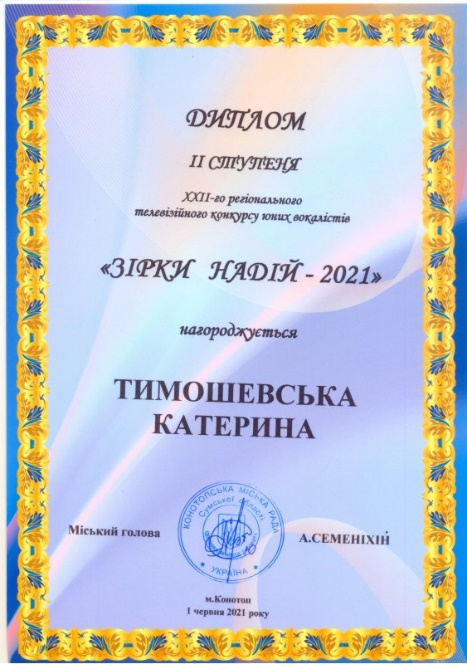 ДИПЛОМ
ІІ СТУПЕНЯ
XXII-го регіонального
телевізійного конкурсу юних вокалістів
«ЗІРКИ НАДІЙ - 2021»
нагороджується
ТИМОШЕВСЬКА
КАТЕРИНА
КОНОТОПСЬКА МІСЬКА РАДА
Сумської області
УКРАЇНА
Міський голова
А.СЕМЕНІХІН
м.Конотоп
1 червня 2021 року